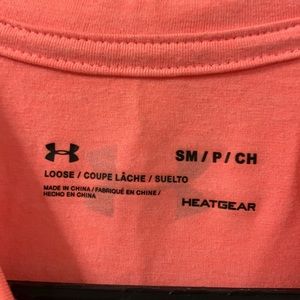 SM / P / CH
LOOSE / COUPE LÂCHE / SUELTO
MADE IN CHINA / FABRIQUÉ EN CHINE /
HECHO EN CHINA
HEATGEAR